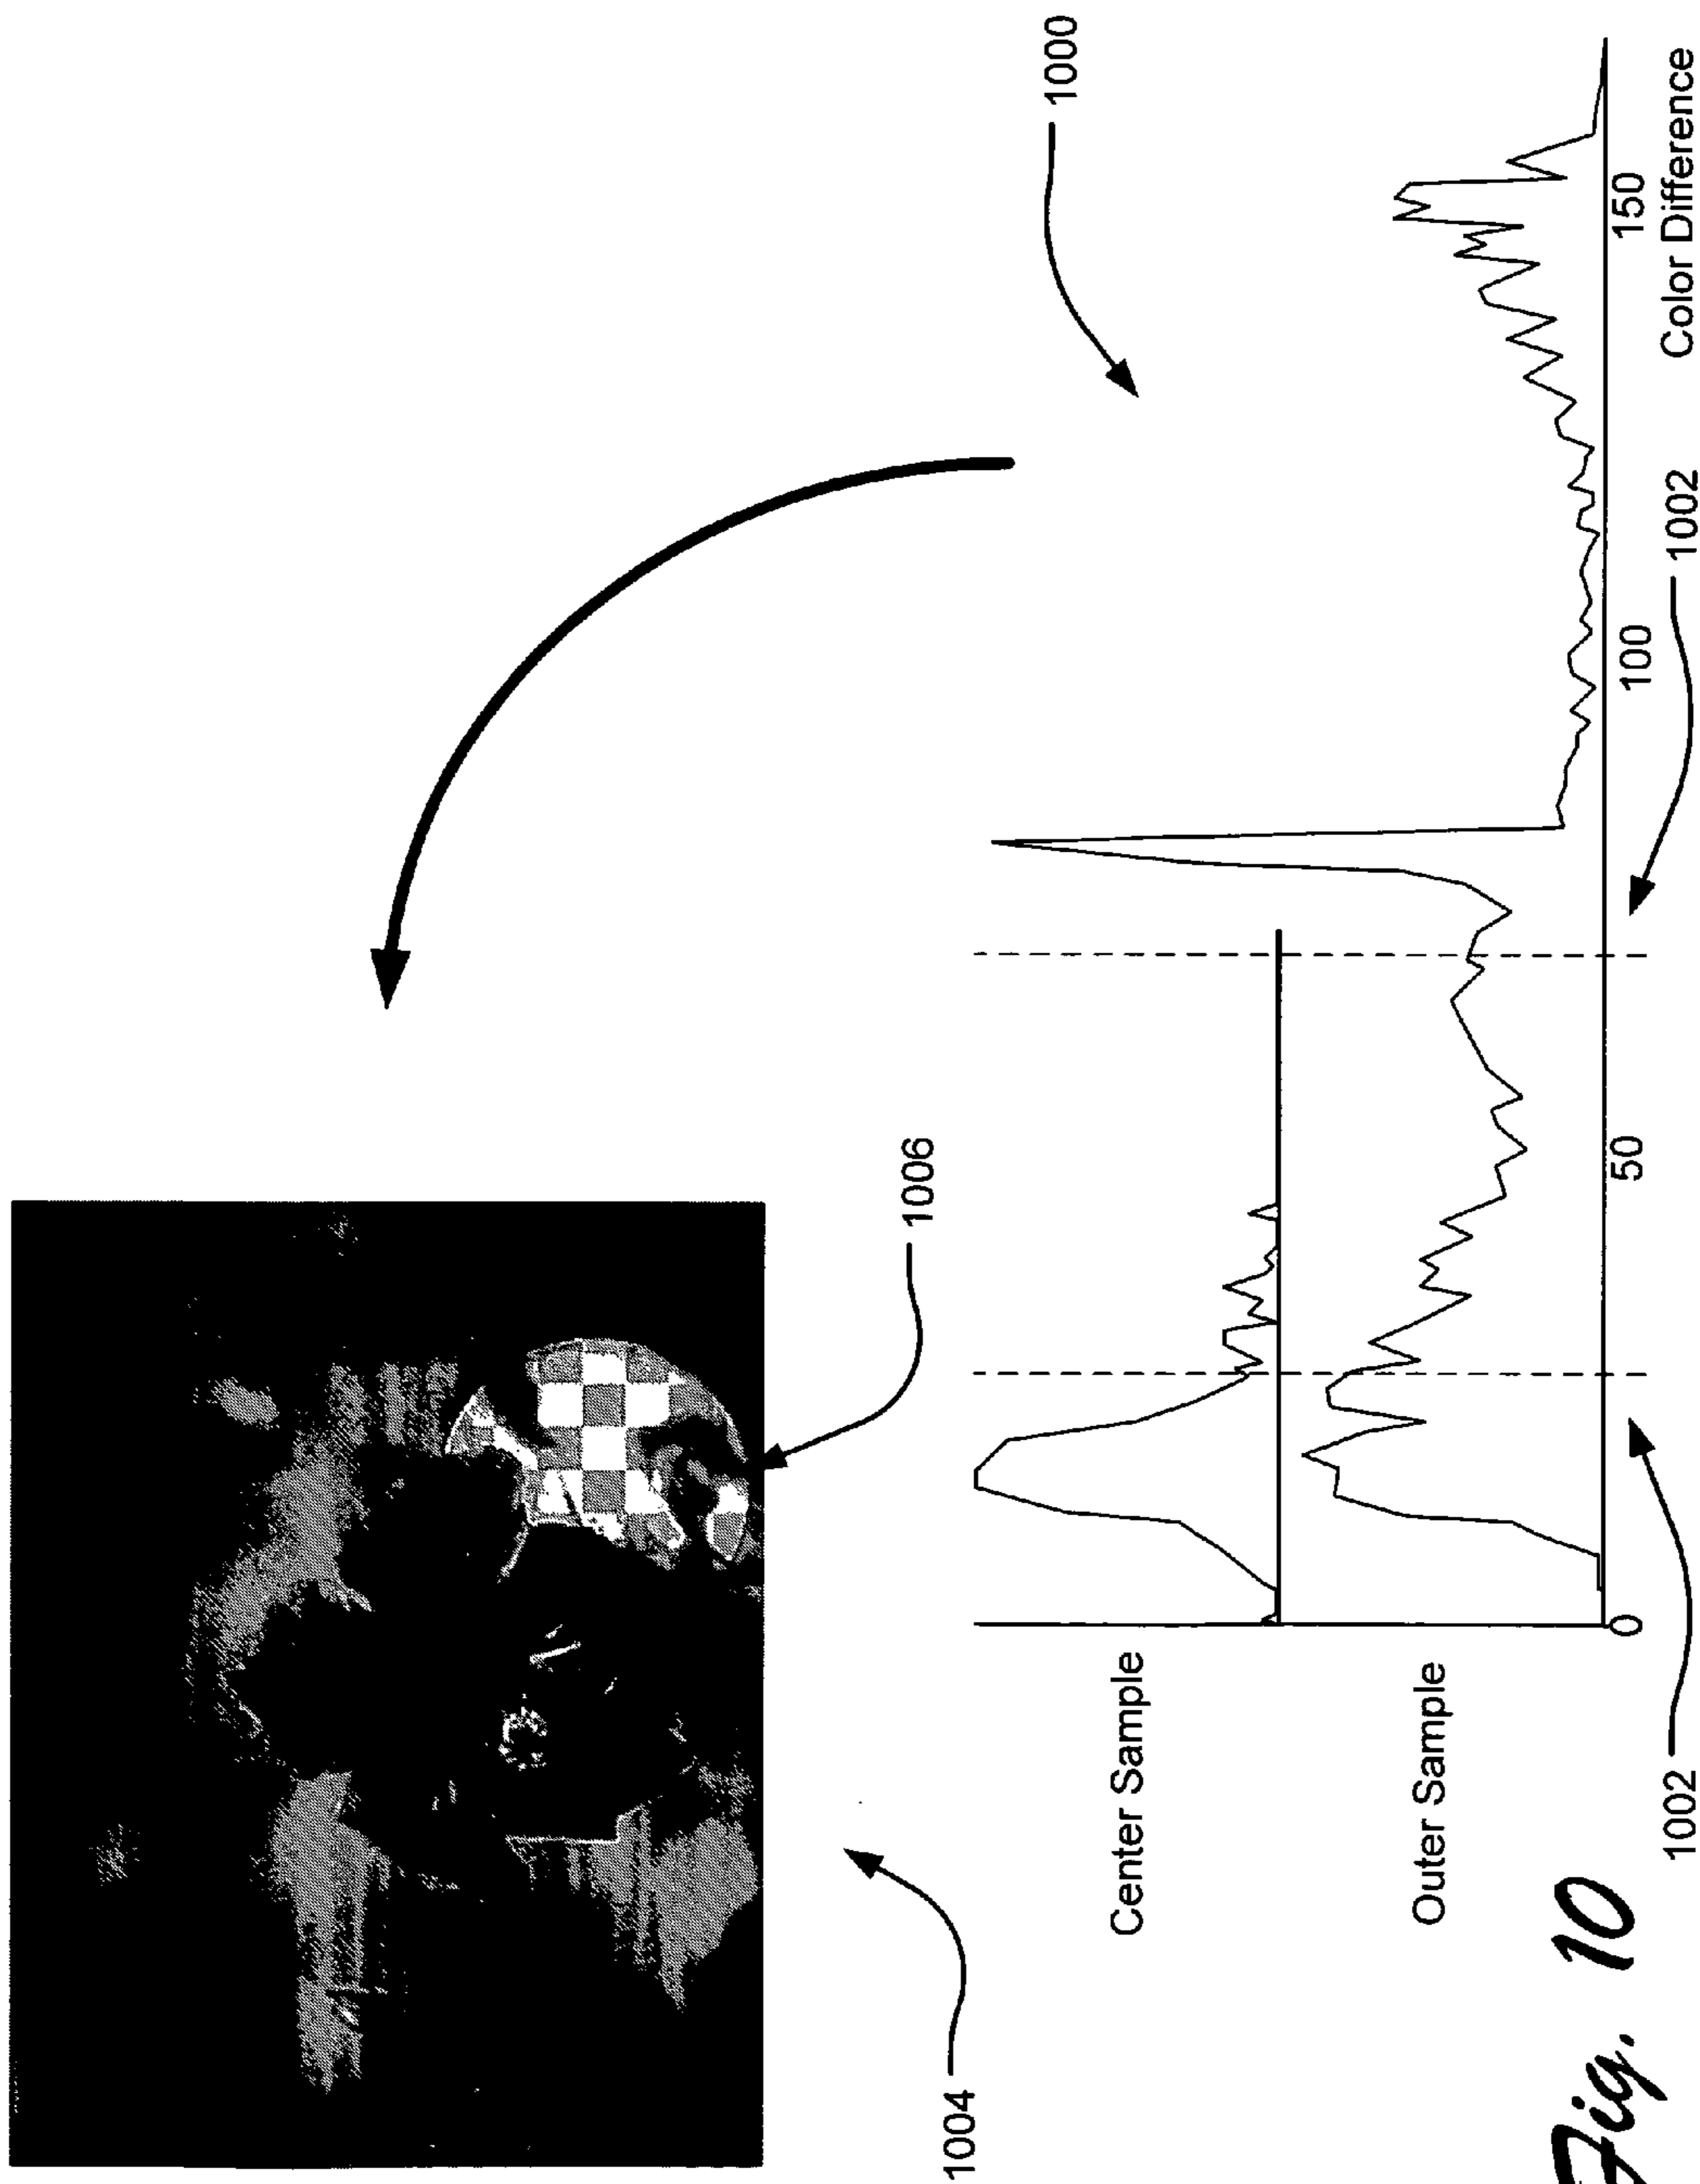 1004
1006
1000
Center Sample
Outer Sample
0
50
100
150
Color Difference
1002
1002
Fig. 10